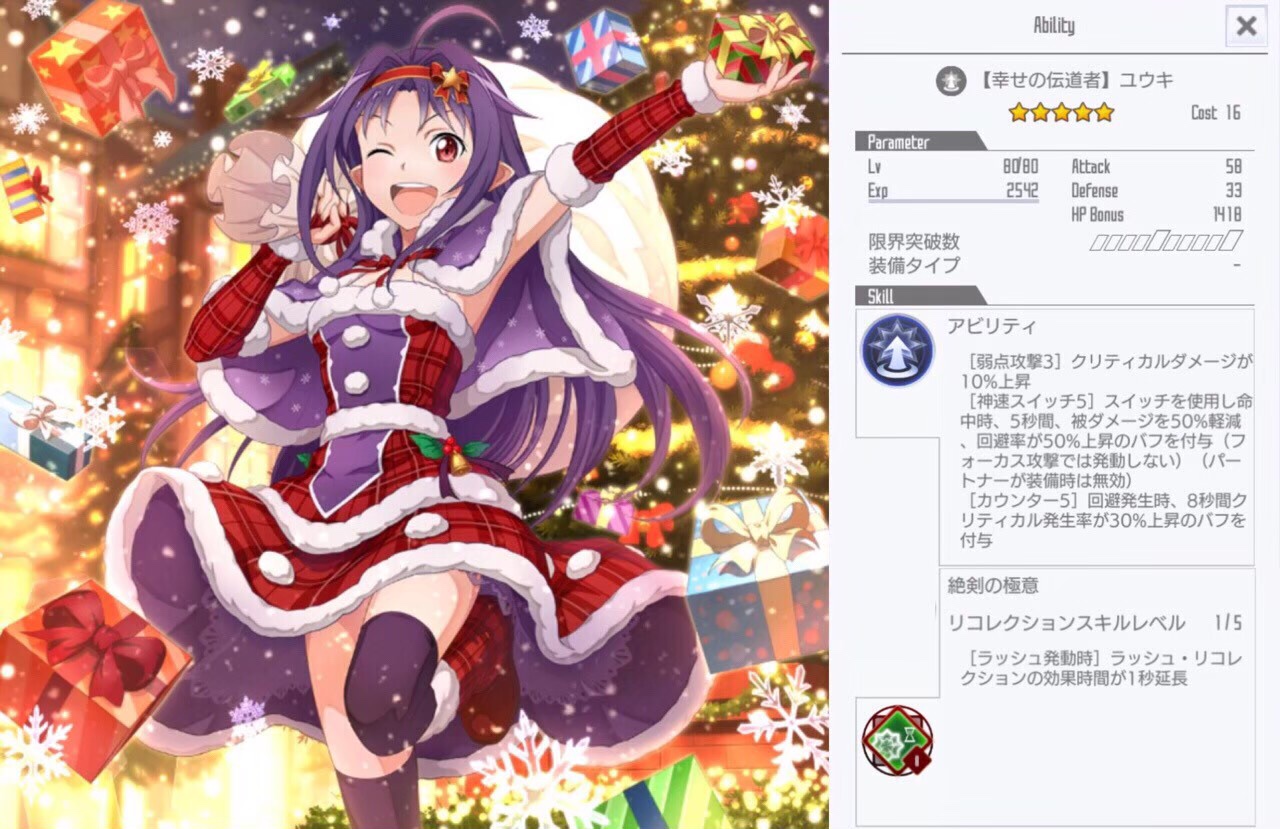 Ability
【幸せの伝道者】ユウキ
Cost 16
Parameter
Lv 80/80 Attack 58
Exp 2542 Defense 33
HP Bonus 1418
限界突破数
装備タイプ -
Skill
アビリティ
［弱点攻撃3］クリティカルダメージが
10%上昇
［神速スイッチ5］スイッチを使用し命
中時、5秒間、被ダメージを50%軽減
、回避率が50%上昇のバフを付与（フ
ォーカス攻撃では発動しない）（パー
トナーが装備時は無効）
［カウンター5］回避発生時、8秒間ク
リティカル発生率が30%上昇のバフを
付与
絶剣の極意
リコレクションスキルレベル 1/5
［ラッシュ発動時］ラッシュ・リコレ
クションの効果時間が1秒延長
I